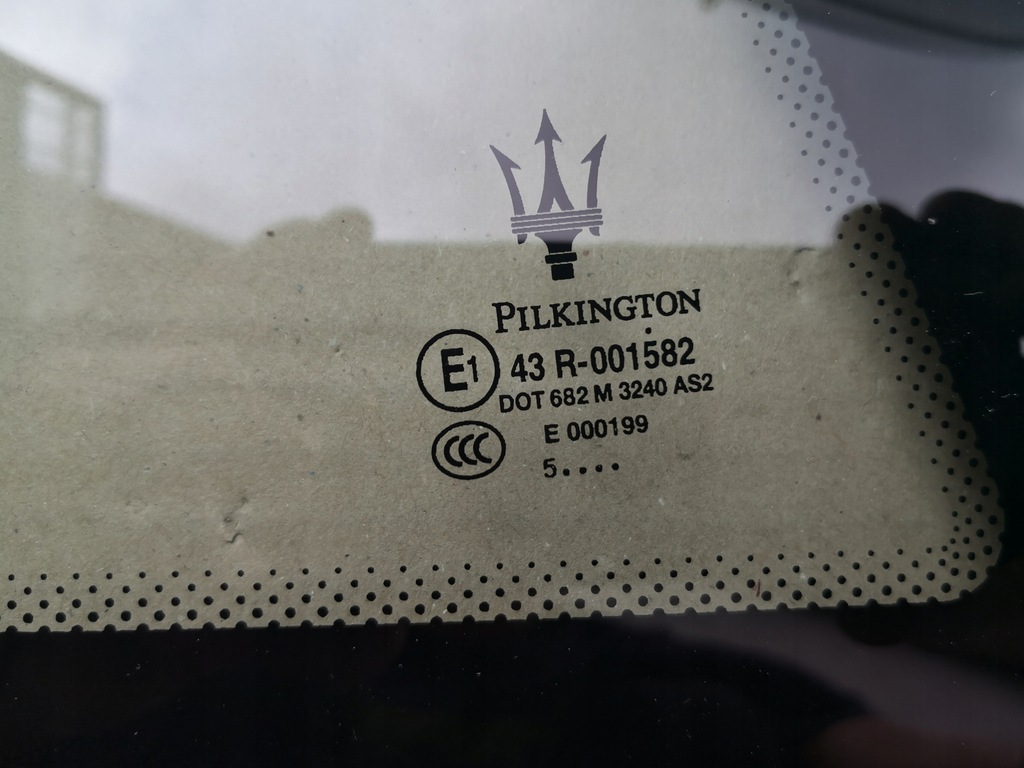 PILKINGTON
E1 43 R-001582
DOT 682 M 3240 AS2
CCC E 000199
5....